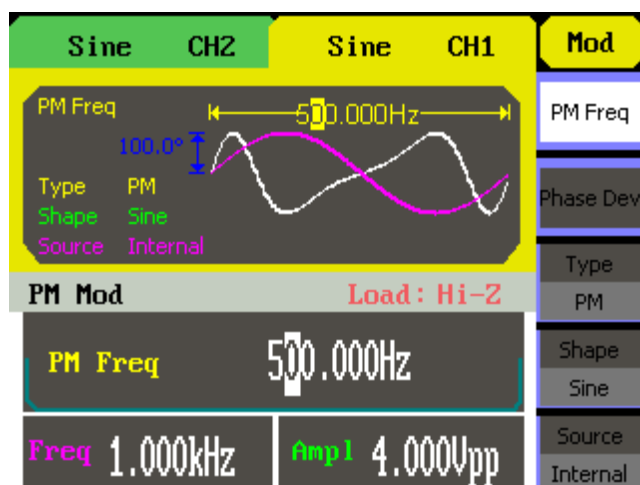 Sine CH2 Sine CH1 Mod
PM Freq 500.000Hz
100.0°
Type PM
Shape Sine
Source Internal
PM Mod Load: Hi-Z
PM Freq 500.000Hz
Freq 1.000kHz Ampl 4.000Vpp
PM Freq
Phase Dev
Type
PM
Shape
Sine
Source
Internal